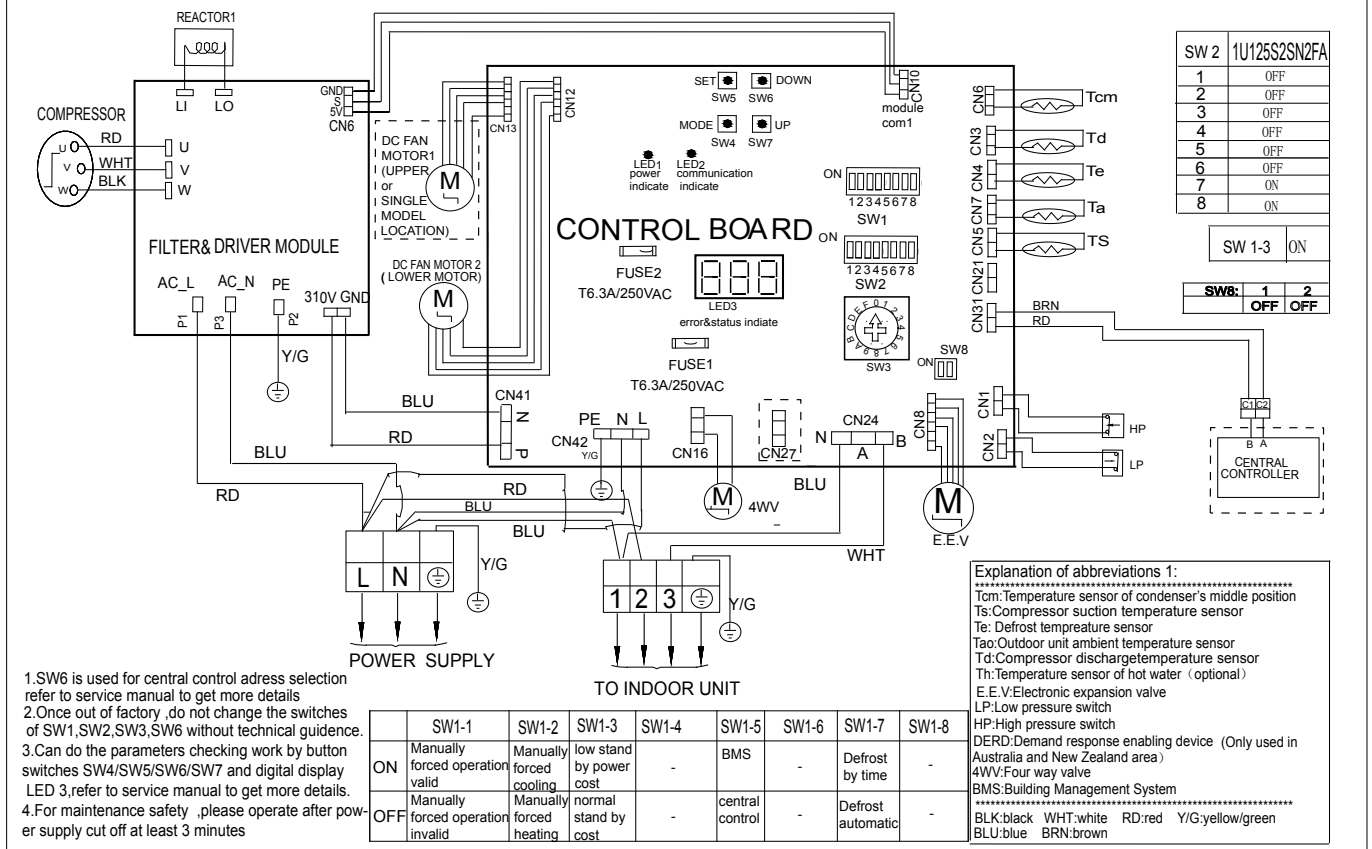 REACTOR1
LI LO
COMPRESSOR
U
V
W
RD
WHT
BLK
U
V
W
GND
S
5V
CN6
FILTER& DRIVER MODULE
AC_L AC_N PE
310V GND
P1
P3
P2
Y/G
DC FAN
MOTOR1
(UPPER
or
SINGLE
MODEL
LOCATION)
M
DC FAN MOTOR 2
( LOWER MOTOR)
M
CN13
CN12
SET DOWN
SW5 SW6
MODE UP
SW4 SW7
LED1
power
indicate
LED2
communication
indicate
CN10
module
com1
ON
12345678
SW1
CONTROL BOARD
ON
12345678
SW2
FUSE2
T6.3A/250VAC
LED3
error&status indiate
0123456789ABCDEF
SW3
FUSE1
T6.3A/250VAC
SW8
ON
CN6
CN3
CN4
CN7
CN5
CN21
CN31
Tcm
Td
Te
Ta
TS
BRN
RD
CN1
CN2
HP
LP
C1 C2
B A
CENTRAL
CONTROLLER
CN41
N
P
BLU
RD
PE N L
CN42
Y/G
CN16
M
4WV
CN27
CN24
N A B
CN8
M
E.E.V
BLU
WHT
BLU
RD
RD
BLU
BLU
L N
Y/G
POWER SUPPLY
1 2 3
Y/G
TO INDOOR UNIT
SW 2 1U125S2SN2FA
1 OFF
2 OFF
3 OFF
4 OFF
5 OFF
6 OFF
7 ON
8 ON
SW 1-3 ON
SW8: 1 2
OFF OFF
1.SW6 is used for central control adress selection
refer to service manual to get more details
2.Once out of factory ,do not change the switches
of SW1,SW2,SW3,SW6 without technical guidence.
3.Can do the parameters checking work by button
switches SW4/SW5/SW6/SW7 and digital display
LED 3,refer to service manual to get more details.
4.For maintenance safety ,please operate after pow-
er supply cut off at least 3 minutes
SW1-1 SW1-2 SW1-3 SW1-4 SW1-5 SW1-6 SW1-7 SW1-8
ON
Manually
forced operation
valid
Manually
forced
cooling
low stand
by power
cost
-
BMS
-
Defrost
by time
-
OFF
Manually
forced operation
invalid
Manually
forced
heating
normal
stand by
cost
-
central
control
-
Defrost
automatic
-
Explanation of abbreviations 1:
Tcm:Temperature sensor of condenser's middle position
Ts:Compressor suction temperature sensor
Te: Defrost tempreature sensor
Tao:Outdoor unit ambient temperature sensor
Td:Compressor dischargetemperature sensor
Th:Temperature sensor of hot water（optional）
E.E.V:Electronic expansion valve
LP:Low pressure switch
HP:High pressure switch
DERD:Demand response enabling device (Only used in
Australia and New Zealand area）
4WV:Four way valve
BMS:Building Management System
BLK:black WHT:white RD:red Y/G:yellow/green
BLU:blue BRN:brown